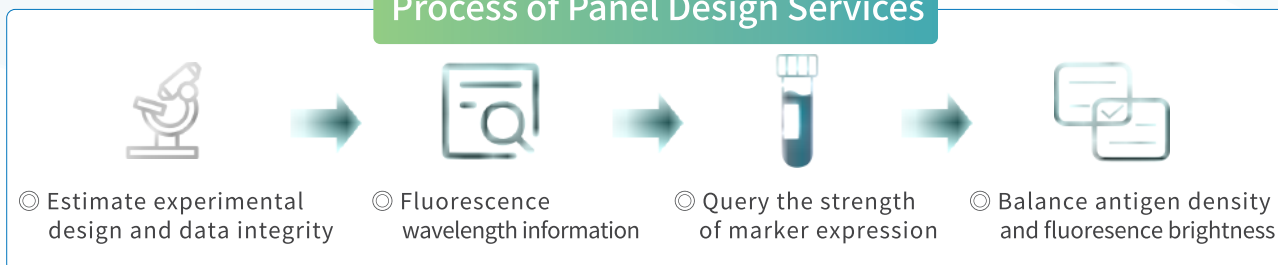 Process of Panel Design Services
◎ Estimate experimental
design and data integrity
◎ Fluorescence
wavelength information
◎ Query the strength
of marker expression
◎ Balance antigen density
and fluoresence brightness